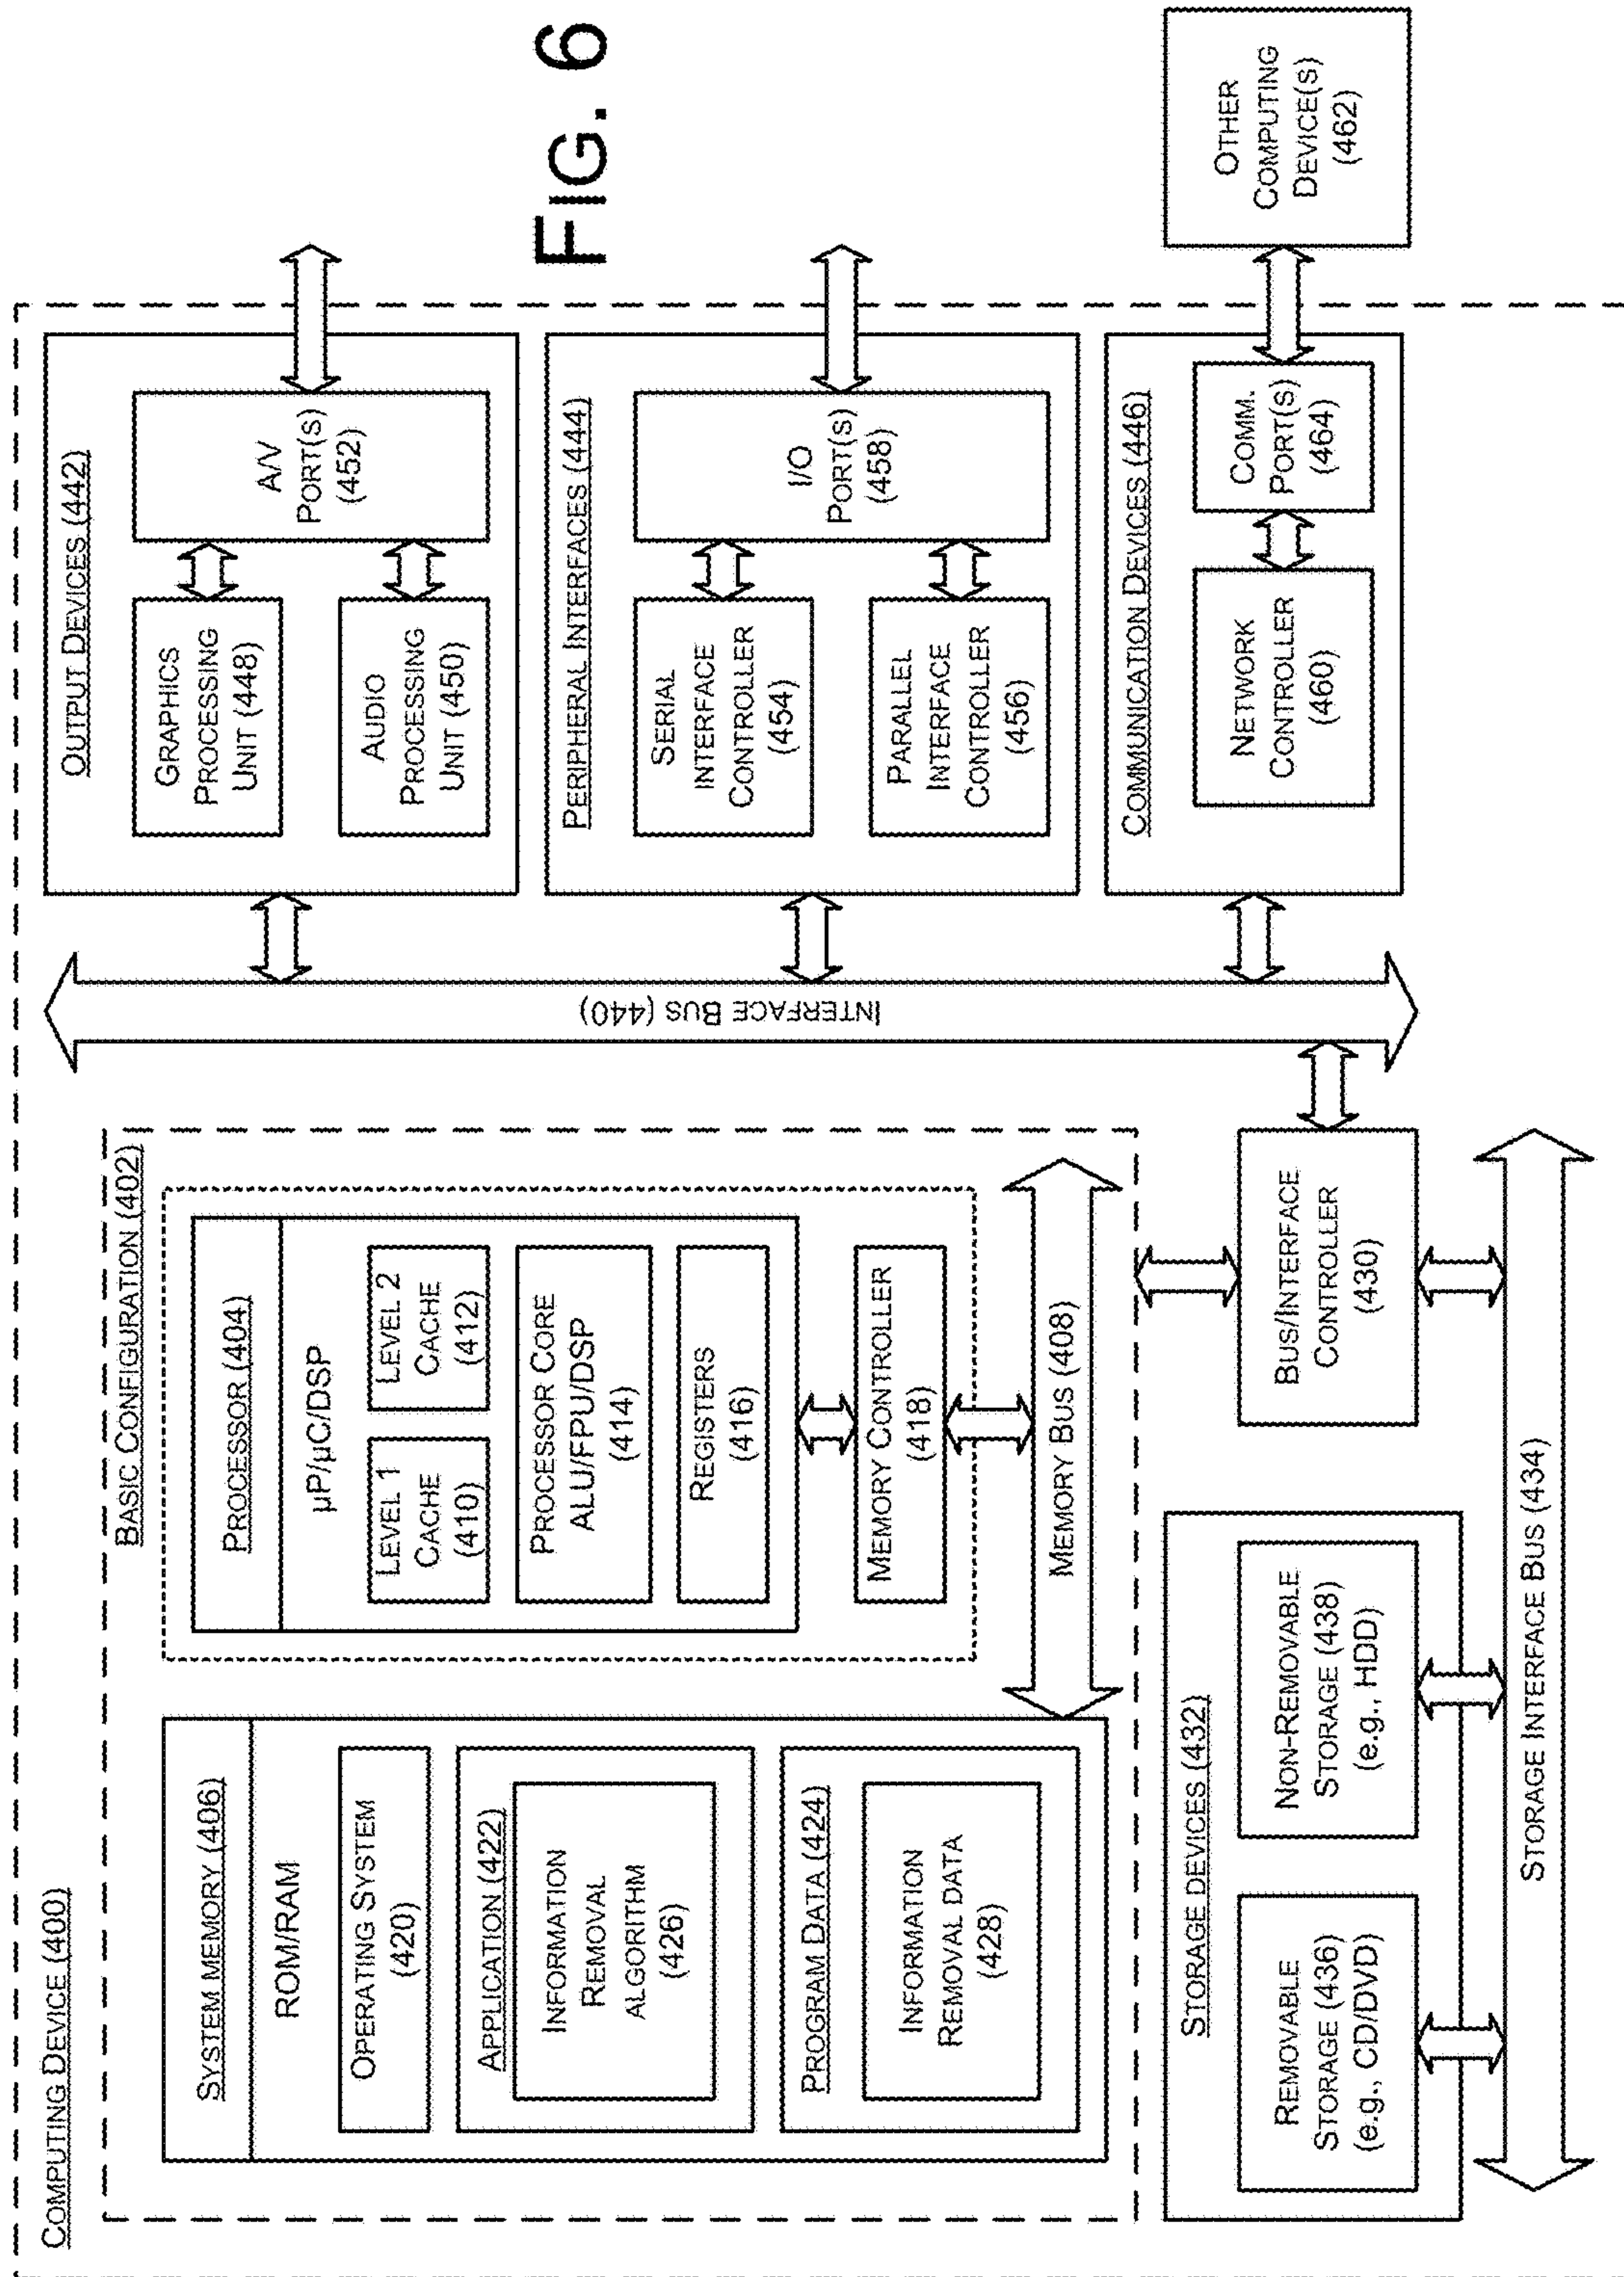 COMPUTING DEVICE (400)
BASIC CONFIGURATION (402)
SYSTEM MEMORY (406)
ROM/RAM
OPERATING SYSTEM
(420)
APPLICATION (422)
INFORMATION
REMOVAL
ALGORITHM
(426)
PROGRAM DATA (424)
INFORMATION
REMOVAL DATA
(428)
PROCESSOR (404)
µP/µC/DSP
LEVEL 1
CACHE
(410)
LEVEL 2
CACHE
(412)
PROCESSOR CORE
ALU/FPU/DSP
(414)
REGISTERS
(416)
MEMORY CONTROLLER
(418)
MEMORY BUS (408)
BUS/INTERFACE
CONTROLLER
(430)
STORAGE DEVICES (432)
REMOVABLE
STORAGE (436)
(e.g., CD/DVD)
NON-REMOVABLE
STORAGE (438)
(e.g., HDD)
STORAGE INTERFACE BUS (434)
INTERFACE BUS (440)
OUTPUT DEVICES (442)
GRAPHICS
PROCESSING
UNIT (448)
AUDIO
PROCESSING
UNIT (450)
A/V
PORT(S)
(452)
PERIPHERAL INTERFACES (444)
SERIAL
INTERFACE
CONTROLLER
(454)
PARALLEL
INTERFACE
CONTROLLER
(456)
I/O
PORT(S)
(458)
COMMUNICATION DEVICES (446)
NETWORK
CONTROLLER
(460)
COMM.
PORT(S)
(464)
OTHER
COMPUTING
DEVICE(S)
(462)
FIG. 6